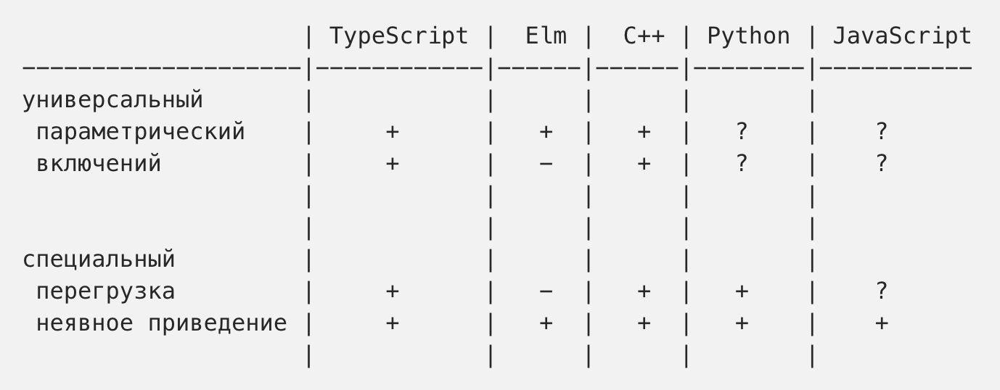 | TypeScript |  Elm |  C++ | Python | JavaScript
--------------------|------------|------|------|--------|-----------
универсальный       |            |      |      |        |
 параметрический    |     +      |   +  |   +  |   ?    |    ?
 включений          |     +      |   −  |   +  |   ?    |    ?
                    |            |      |      |        |
                    |            |      |      |        |
специальный         |            |      |      |        |
 перегрузка         |     +      |   −  |   +  |   +    |    ?
 неявное приведение |     +      |   +  |   +  |   +    |    +
                    |            |      |      |        |